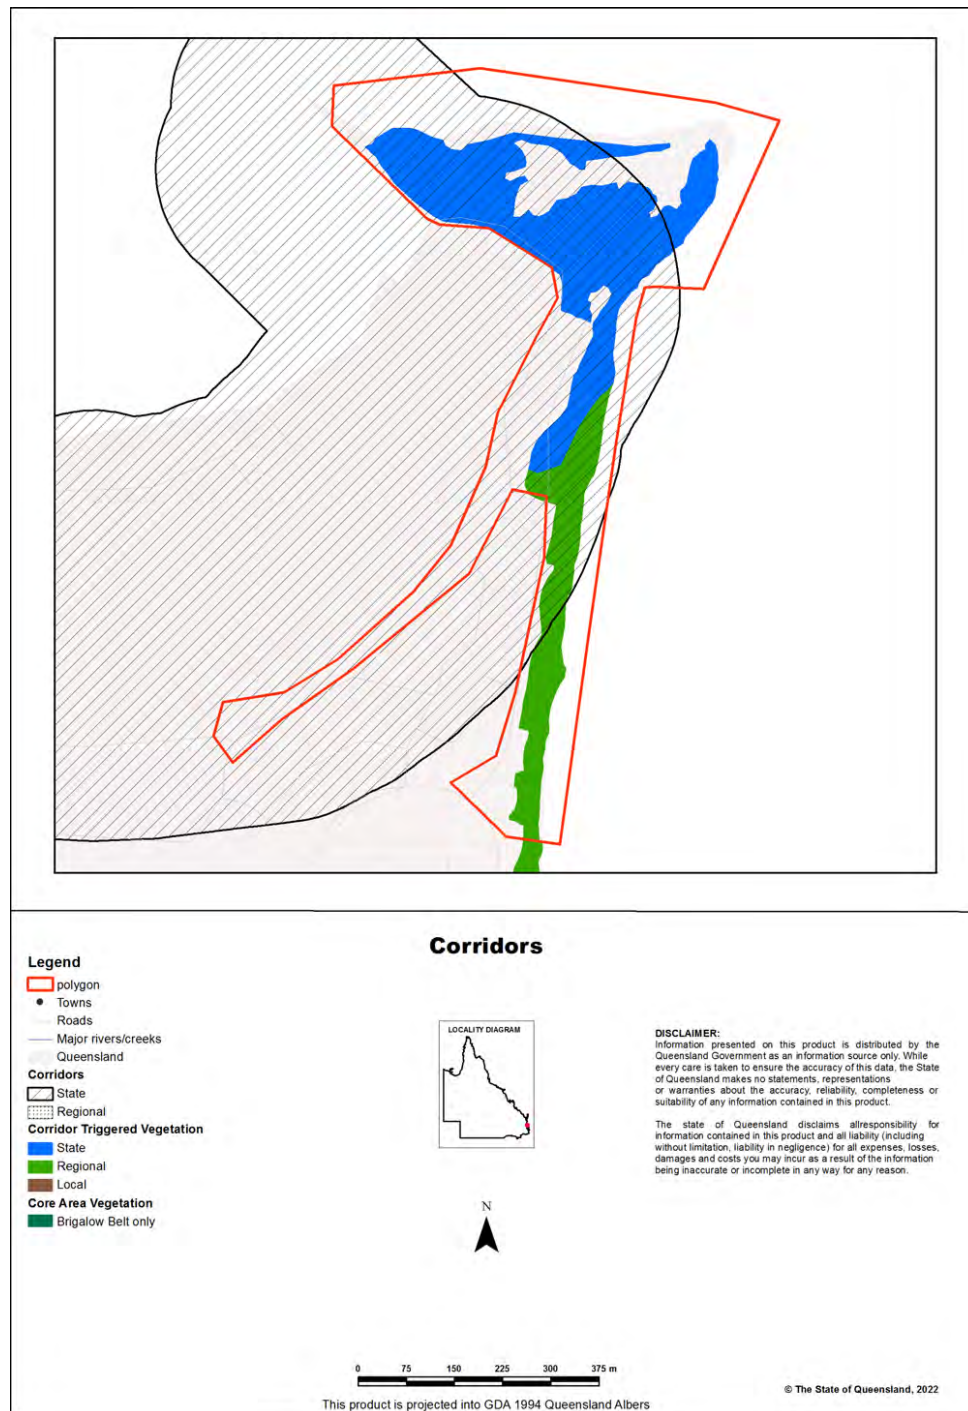 Corridors
Legend
polygon
Towns
Roads
Major rivers/creeks
Queensland
Corridors
State
Regional
Corridor Triggered Vegetation
State
Regional
Local
Core Area Vegetation
Brigalow Belt only
LOCALITY DIAGRAM
N
0 75 150 225 300 375 m
This product is projected into GDA 1994 Queensland Albers
DISCLAIMER:
Information presented on this product is distributed by the
Queensland Government as an information source only. While
every care is taken to ensure the accuracy of this data, the State
of Queensland makes no statements, representations
or warranties about the accuracy, reliability, completeness or
suitability of any information contained in this product.
The state of Queensland disclaims allresponsibility for
information contained in this product and all liability (including
without limitation, liability in negligence) for all expenses, losses,
damages and costs you may incur as a result of the information
being inaccurate or incomplete in any way for any reason.
© The State of Queensland, 2022